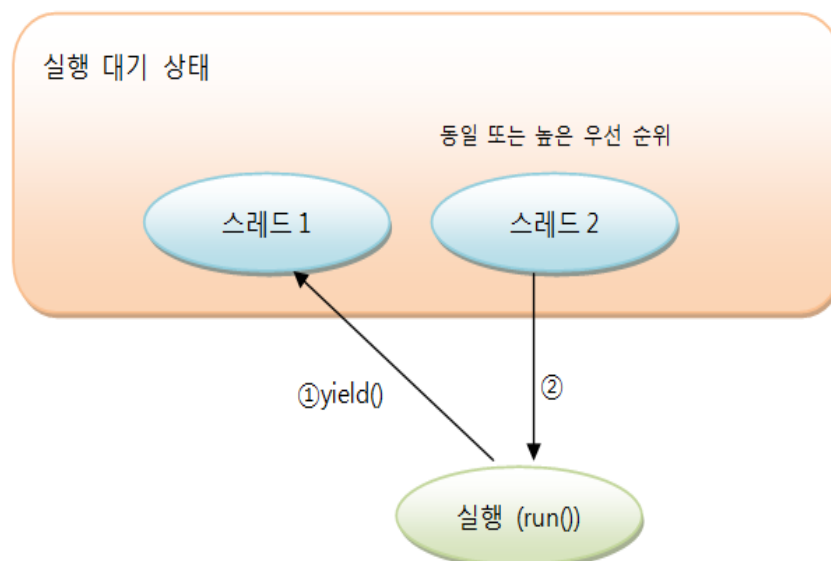 실행 대기 상태
동일 또는 높은 우선 순위
스레드 1
스레드 2
①yield()
②
실행 (run())